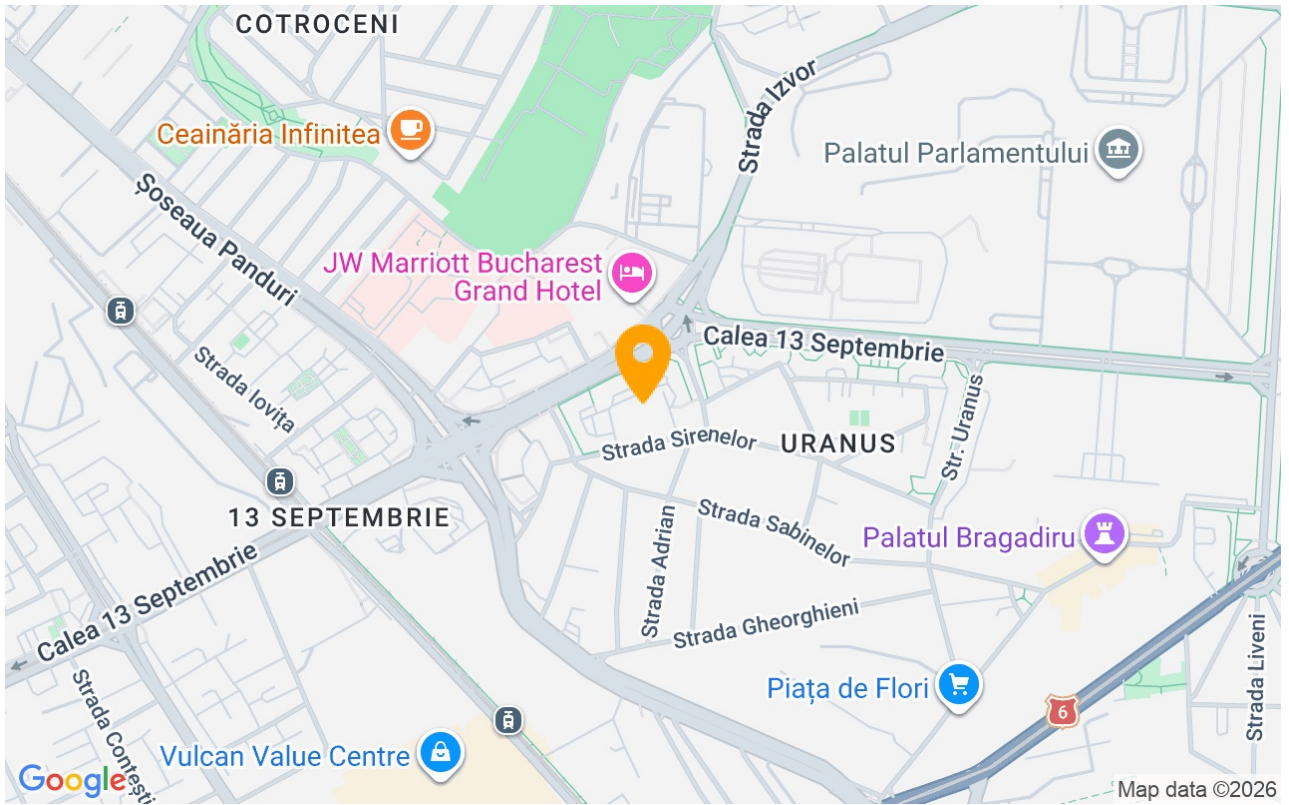 COTROCENI
Ceainăria Infinitea
Strada Izvor
Palatul Parlamentului
Șoseaua Panduri
JW Marriott Bucharest
Grand Hotel
Calea 13 Septembrie
Strada Iovița
Strada Sirenelor
URANUS
Str. Uranus
13 SEPTEMBRIE
Strada Sabinelor
Palatul Bragadiru
Strada Adrian
Calea 13 Septembrie
Strada Gheorghieni
Strada Liveni
Piața de Flori
6
Strada Contești
Vulcan Value Centre
Google
Map data ©2026